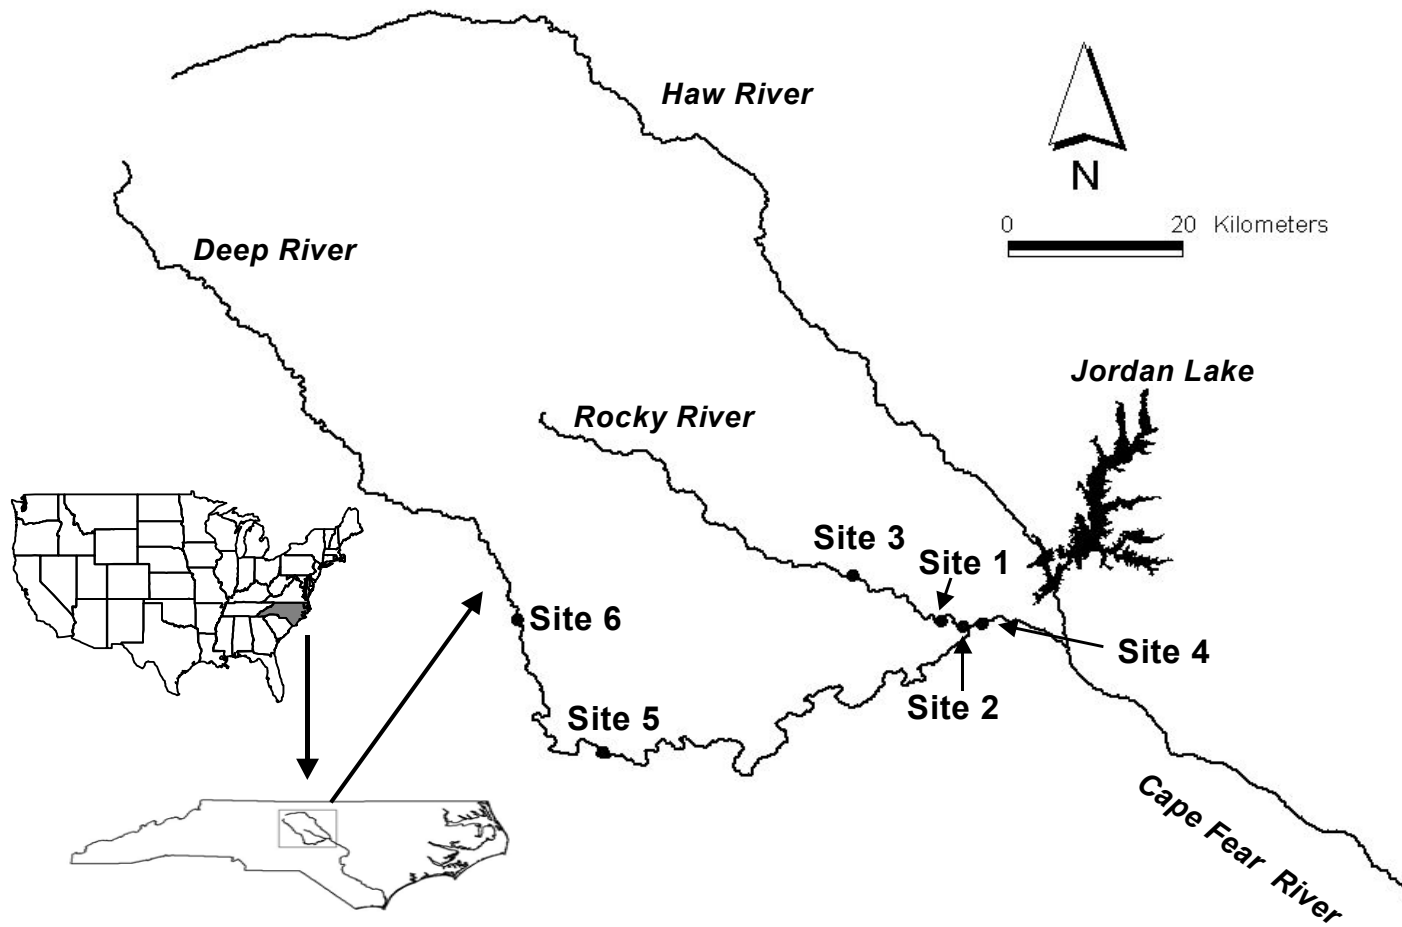 Haw River
N
0 20 Kilometers
Deep River
Jordan Lake
Rocky River
Site 3
Site 1
Site 6
Site 4
Site 2
Site 5
Cape Fear River